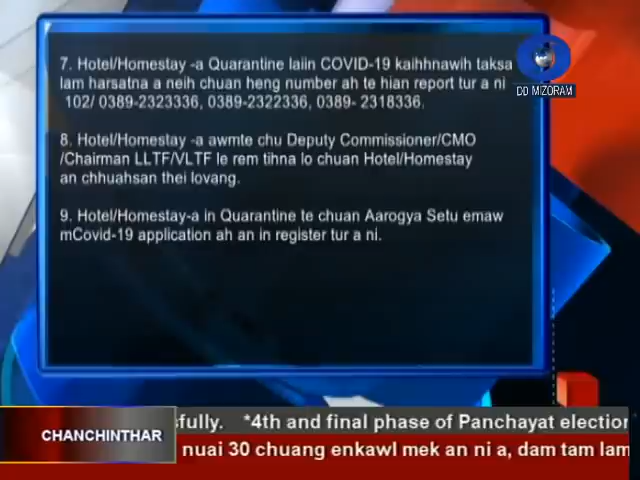 7. Hotel/Homestay -a Quarantine laiin COVID-19 kaihhnawih taksa
lam harsatna a neih chuan heng number ah te hian report tur a ni
102/ 0389-2323336, 0389-2322336, 0389- 2318336.
DD MIZORAM
8. Hotel/Homestay -a awmte chu Deputy Commissioner/CMO
/Chairman LLTF/VLTF le rem tihna lo chuan Hotel/Homestay
an chhuahsan thei lovang.
9. Hotel/Homestay-a in Quarantine te chuan Aarogya Setu emaw
mCovid-19 application ah an in register tur a ni.
sfully. *4th and final phase of Panchayat election
CHANCHINTHAR
nuai 30 chuang enkawl mek an ni a, dam tam lam